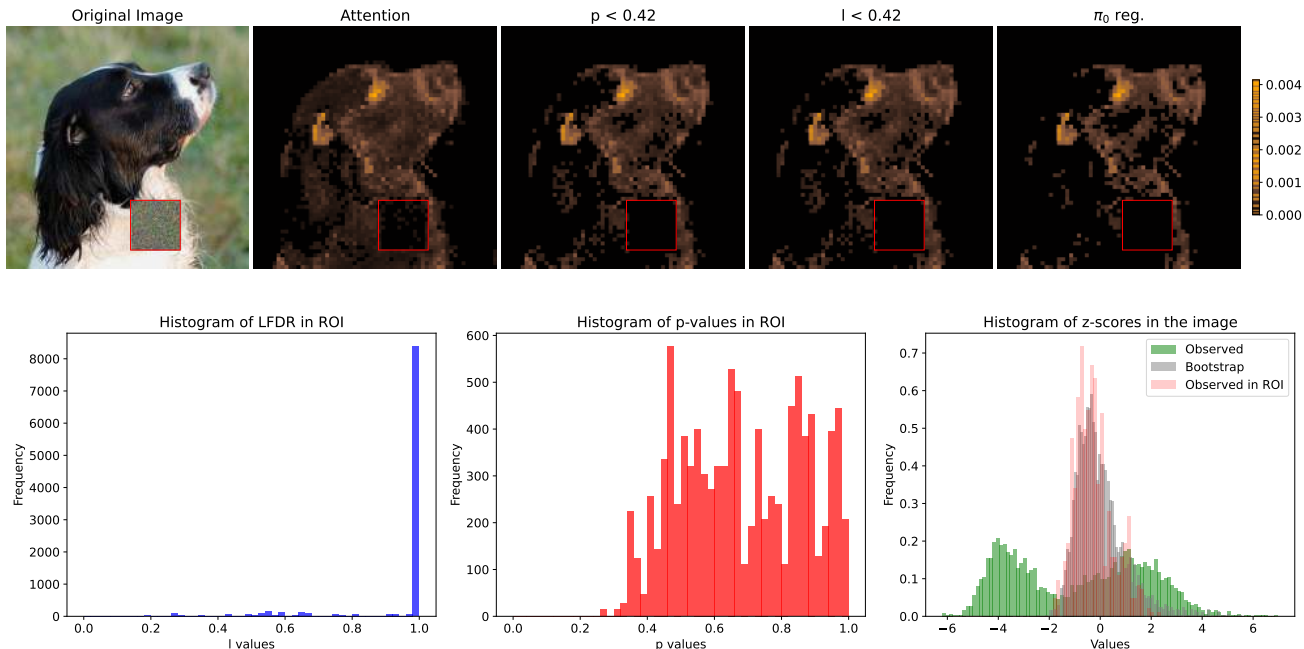 Original Image
Attention
p < 0.42
l < 0.42
π₀ reg.
0.004
0.003
0.002
0.001
0.000
Histogram of LFDR in ROI
Frequency
8000
7000
6000
5000
4000
3000
2000
1000
0
0.0 0.2 0.4 0.6 0.8 1.0
l values
Histogram of p-values in ROI
Frequency
600
500
400
300
200
100
0
0.0 0.2 0.4 0.6 0.8 1.0
p values
Histogram of z-scores in the image
Observed
Bootstrap
Observed in ROI
Frequency
0.7
0.6
0.5
0.4
0.3
0.2
0.1
0.0
−6 −4 −2 0 2 4 6
Values